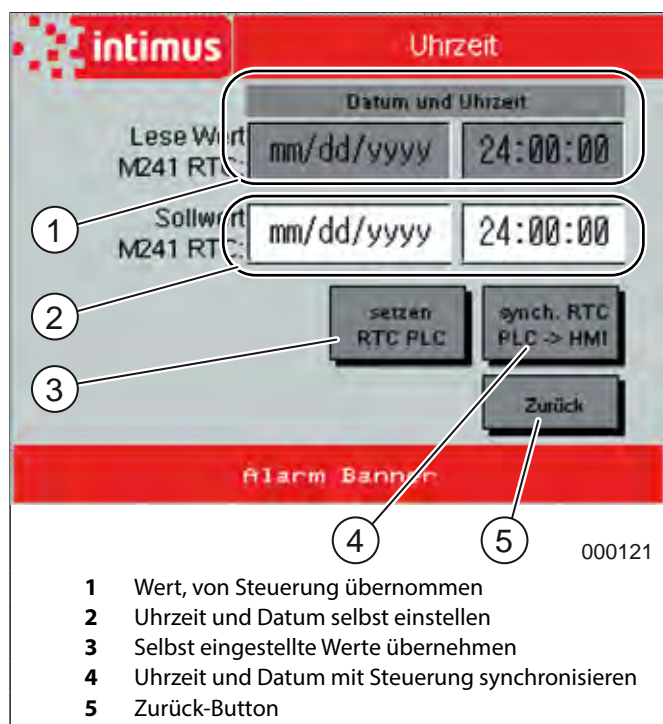 intimus Uhrzeit
Datum und Uhrzeit
Lese Wert
M241 RTC: mm/dd/yyyy 24:00:00
1
Sollwert
M241 RTC: mm/dd/yyyy 24:00:00
2
setzen
RTC PLC
synch. RTC
PLC -> HMI
3
Zurück
Alarm Banner
4 5
000121
1 Wert, von Steuerung übernommen
2 Uhrzeit und Datum selbst einstellen
3 Selbst eingestellte Werte übernehmen
4 Uhrzeit und Datum mit Steuerung synchronisieren
5 Zurück-Button